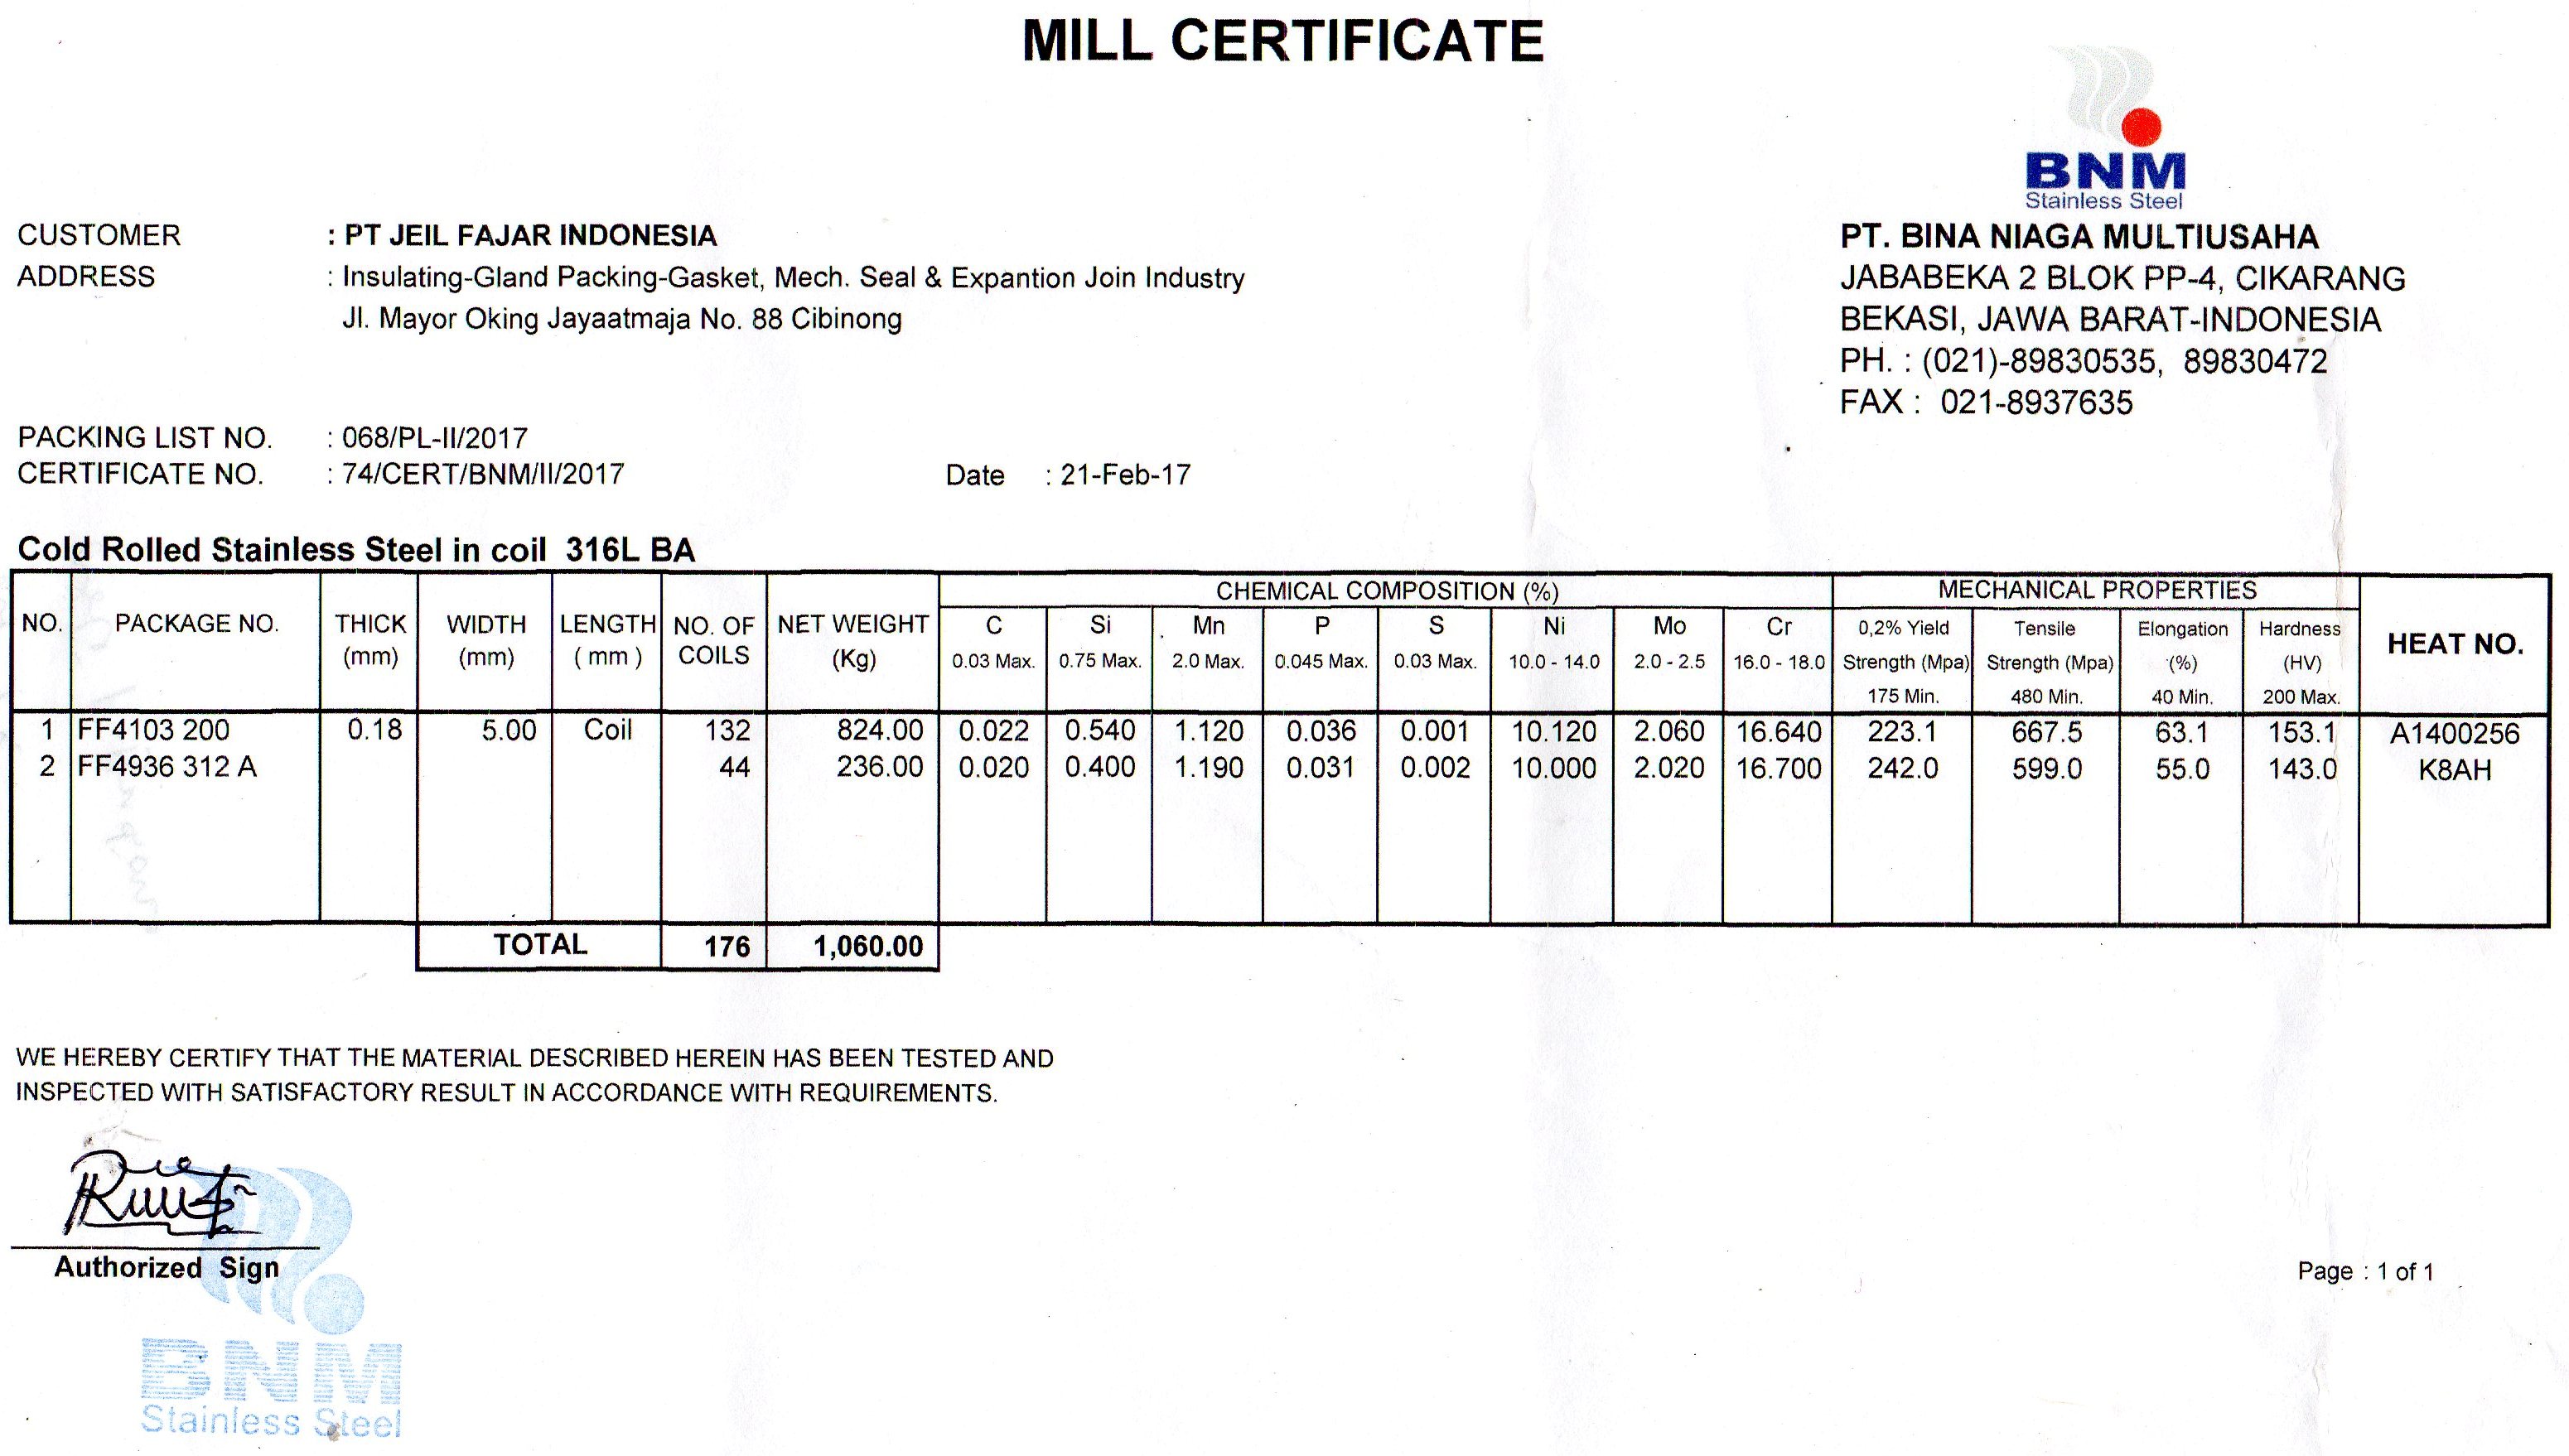 MILL CERTIFICATE
BNM
Stainless Steel
CUSTOMER : PT JEIL FAJAR INDONESIA
ADDRESS : Insulating-Gland Packing-Gasket, Mech. Seal & Expantion Join Industry
Jl. Mayor Oking Jayaatmaja No. 88 Cibinong
PT. BINA NIAGA MULTIUSAHA
JABABEKA 2 BLOK PP-4, CIKARANG
BEKASI, JAWA BARAT-INDONESIA
PH. : (021)-89830535, 89830472
FAX : 021-8937635
PACKING LIST NO. : 068/PL-II/2017
CERTIFICATE NO. : 74/CERT/BNM/II/2017 Date : 21-Feb-17
Cold Rolled Stainless Steel in coil 316L BA
CHEMICAL COMPOSITION (%) MECHANICAL PROPERTIES
NO. PACKAGE NO. THICK WIDTH LENGTH NO. OF NET WEIGHT C Si Mn P S Ni Mo Cr 0,2% Yield Tensile Elongation Hardness HEAT NO.
(mm) (mm) ( mm ) COILS (Kg) 0.03 Max. 0.75 Max. 2.0 Max. 0.045 Max. 0.03 Max. 10.0 - 14.0 2.0 - 2.5 16.0 - 18.0 Strength (Mpa) Strength (Mpa) (%) (HV)
175 Min. 480 Min. 40 Min. 200 Max.
1 FF4103 200 0.18 5.00 Coil 132 824.00 0.022 0.540 1.120 0.036 0.001 10.120 2.060 16.640 223.1 667.5 63.1 153.1 A1400256
2 FF4936 312 A 44 236.00 0.020 0.400 1.190 0.031 0.002 10.000 2.020 16.700 242.0 599.0 55.0 143.0 K8AH
TOTAL 176 1,060.00
WE HEREBY CERTIFY THAT THE MATERIAL DESCRIBED HEREIN HAS BEEN TESTED AND
INSPECTED WITH SATISFACTORY RESULT IN ACCORDANCE WITH REQUIREMENTS.
Authorized Sign
Page : 1 of 1
BNM
Stainless Steel